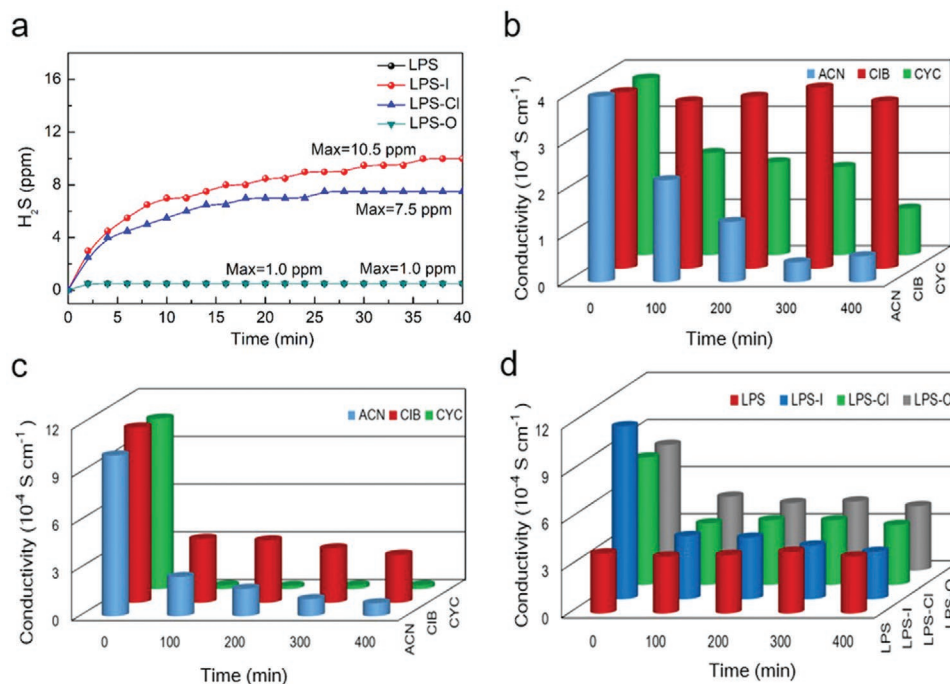 a
H₂S (ppm)
16
12
8
4
0
0 5 10 15 20 25 30 35 40
Time (min)
LPS
LPS-I
LPS-Cl
LPS-O
Max=10.5 ppm
Max=7.5 ppm
Max=1.0 ppm Max=1.0 ppm
b
Conductivity (10⁻⁴ S cm⁻¹)
4
3
2
1
0
ACN CIB CYC
0 100 200 300 400
Time (min)
ACN
CIB
CYC
c
Conductivity (10⁻⁴ S cm⁻¹)
12
9
6
3
0
ACN CIB CYC
0 100 200 300 400
Time (min)
ACN
CIB
CYC
d
Conductivity (10⁻⁴ S cm⁻¹)
12
9
6
3
0
LPS LPS-I LPS-Cl LPS-O
0 100 200 300 400
Time (min)
LPS
LPS-I
LPS-Cl